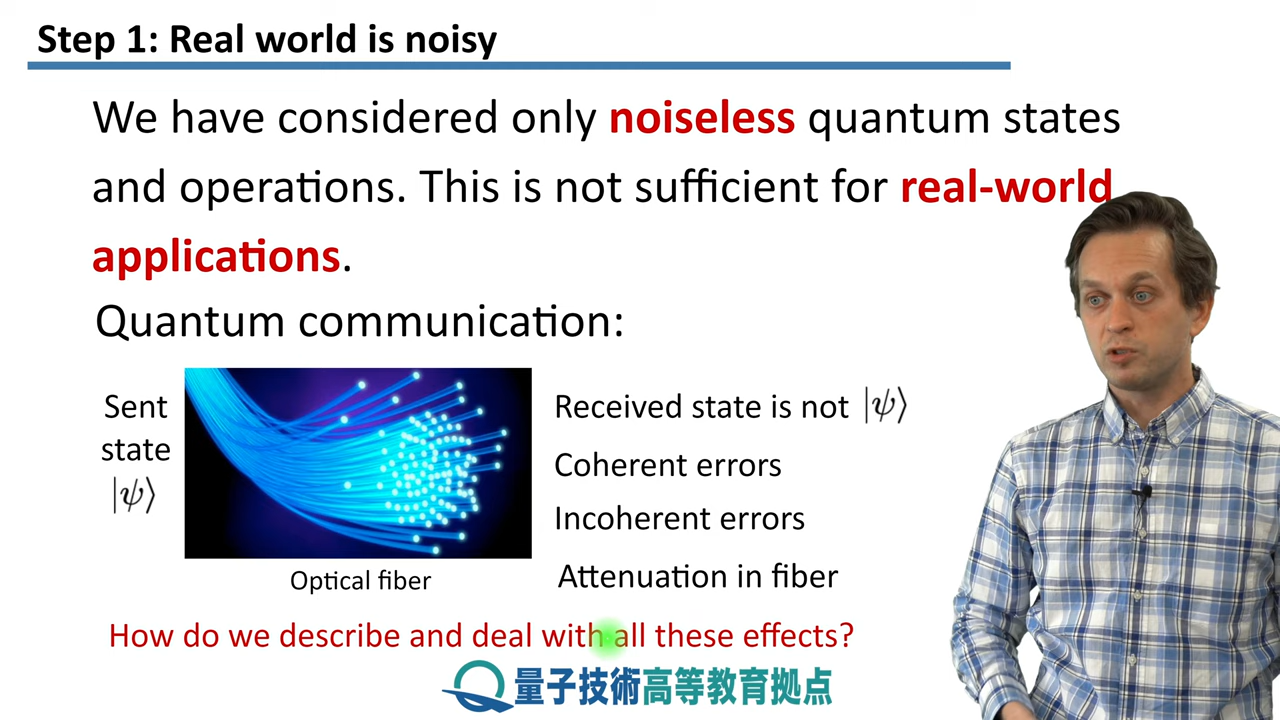 Step 1: Real world is noisy
We have considered only noiseless quantum states
and operations. This is not sufficient for real-world
applications.
Quantum communication:
Sent
state
|ψ⟩
Optical fiber
Received state is not |ψ⟩
Coherent errors
Incoherent errors
Attenuation in fiber
How do we describe and deal with all these effects?
量子技術高等教育拠点